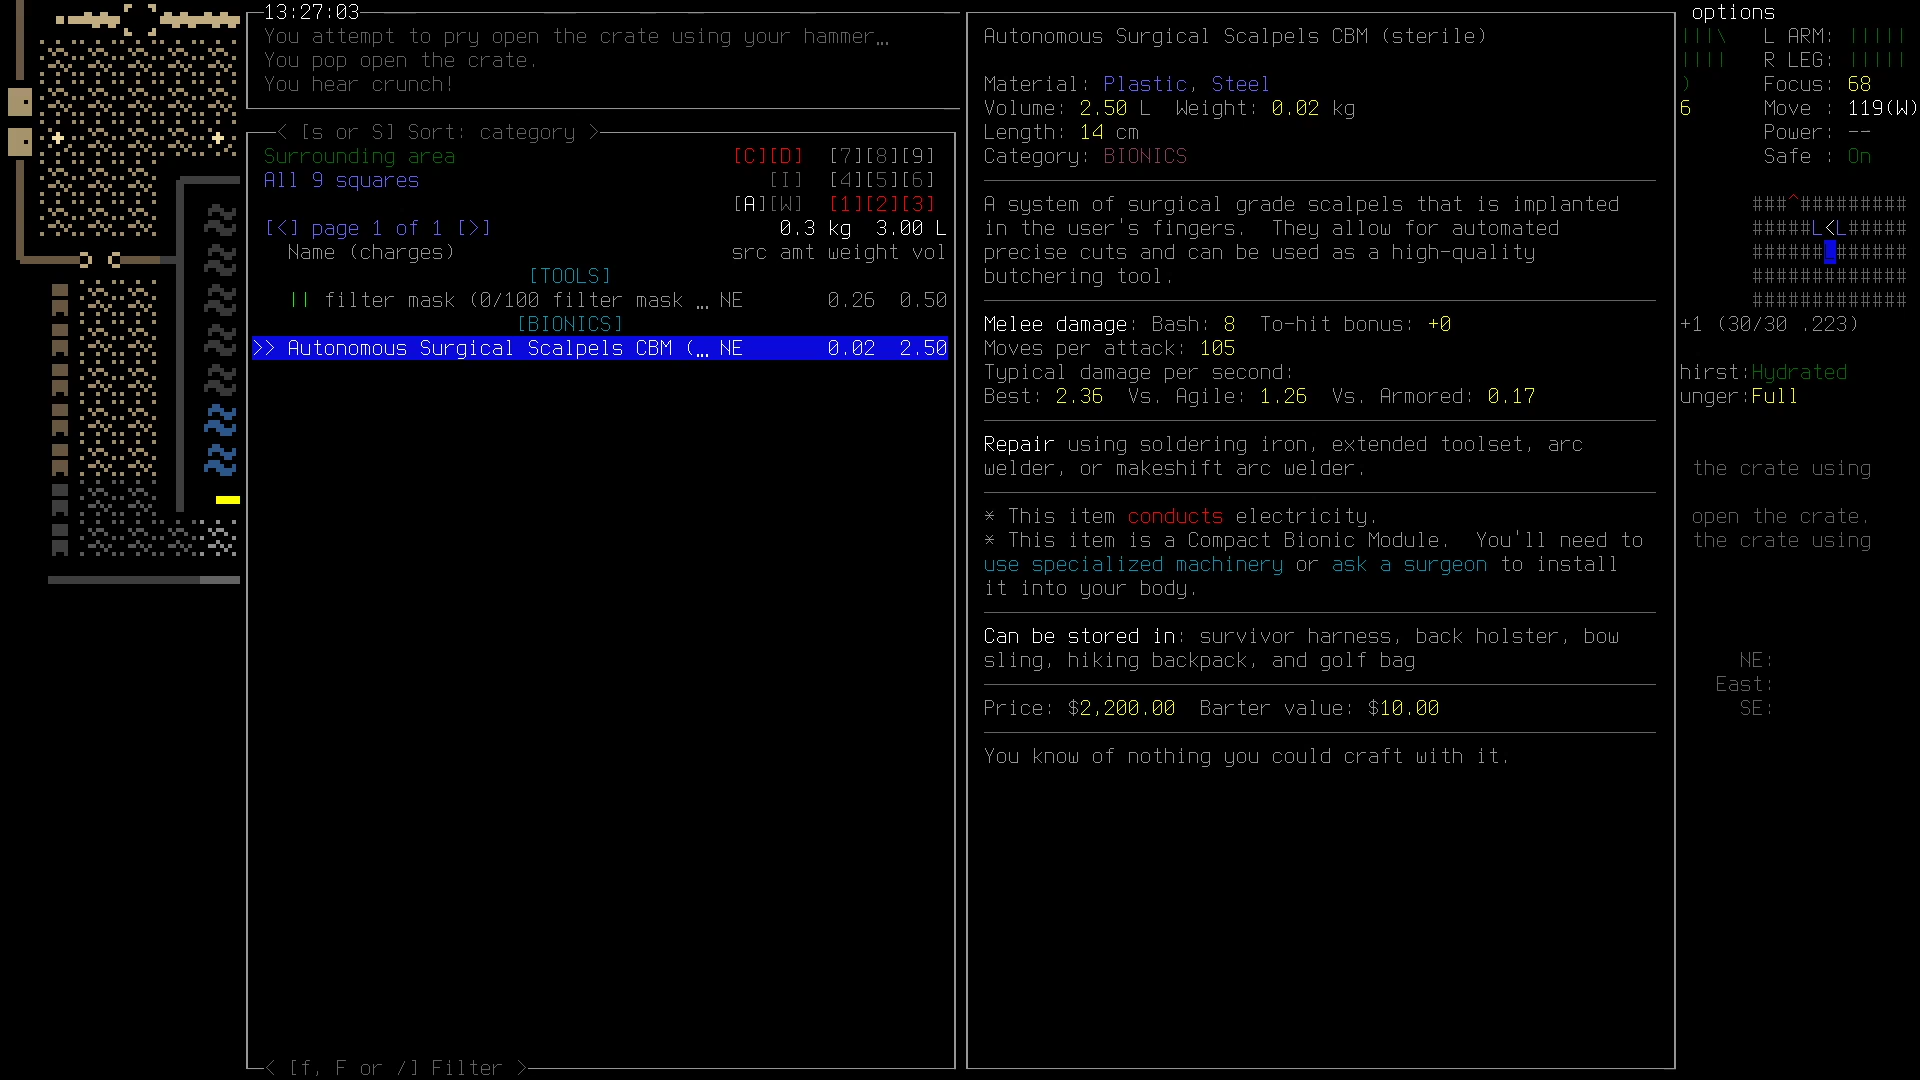 13:27:03
You attempt to pry open the crate using your hammer…
You pop open the crate.
You hear crunch!
< [s or S] Sort: category >
Surrounding area [C][D] [7][8][9]
All 9 squares [I] [4][5][6]
[A][W] [1][2][3]
[<] page 1 of 1 [>] 0.3 kg 3.00 L
Name (charges) src amt weight vol
[TOOLS]
|| filter mask (0/100 filter mask … NE 0.26 0.50
[BIONICS]
>> Autonomous Surgical Scalpels CBM (… NE 0.02 2.50
< [f, F or /] Filter >
Autonomous Surgical Scalpels CBM (sterile)
Material: Plastic, Steel
Volume: 2.50 L Weight: 0.02 kg
Length: 14 cm
Category: BIONICS
A system of surgical grade scalpels that is implanted
in the user's fingers. They allow for automated
precise cuts and can be used as a high-quality
butchering tool.
Melee damage: Bash: 8 To-hit bonus: +0
Moves per attack: 105
Typical damage per second:
Best: 2.36 Vs. Agile: 1.26 Vs. Armored: 0.17
Repair using soldering iron, extended toolset, arc
welder, or makeshift arc welder.
* This item conducts electricity.
* This item is a Compact Bionic Module. You'll need to
use specialized machinery or ask a surgeon to install
it into your body.
Can be stored in: survivor harness, back holster, bow
sling, hiking backpack, and golf bag
Price: $2,200.00 Barter value: $10.00
You know of nothing you could craft with it.
options
|||\ L ARM: |||||
|||| R LEG: |||||
) Focus: 68
6 Move : 119(W)
Power: --
Safe : On
###^#########
#####L<L#####
###### ######
#############
#############
+1 (30/30 .223)
hirst:Hydrated
unger:Full
the crate using
open the crate.
the crate using
NE:
East:
SE: